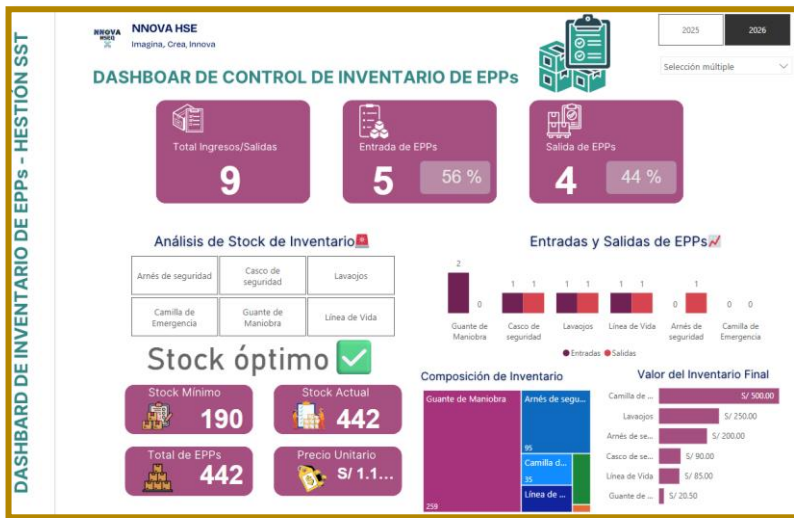 DASHBARD DE INVENTARIO DE EPPs - HESTIÓN SST
NNOVA
HSEQ
NNOVA HSE
Imagina, Crea, Innova
2025
2026
Selección múltiple
DASHBOAR DE CONTROL DE INVENTARIO DE EPPs
Total Ingresos/Salidas
9
Entrada de EPPs
5
56 %
Salida de EPPs
4
44 %
Análisis de Stock de Inventario
Arnés de seguridad
Casco de
seguridad
Lavaojos
Camilla de
Emergencia
Guante de
Maniobra
Línea de Vida
Stock óptimo
Stock Mínimo
190
Stock Actual
442
Total de EPPs
442
Precio Unitario
S/ 1.1...
Entradas y Salidas de EPPs
2
0
1
1
1
1
1
1
0
1
0
0
Guante de
Maniobra
Casco de
seguridad
Lavaojos
Línea de Vida
Arnés de
seguridad
Camilla de
Emergencia
Entradas
Salidas
Composición de Inventario
Guante de Maniobra
259
Arnés de segu...
95
Camilla d...
35
Línea de ...
Valor del Inventario Final
Camilla de ...
S/ 500.00
Lavaojos
S/ 250.00
Arnés de se...
S/ 200.00
Casco de se...
S/ 90.00
Línea de Vida
S/ 85.00
Guante de ...
S/ 20.50